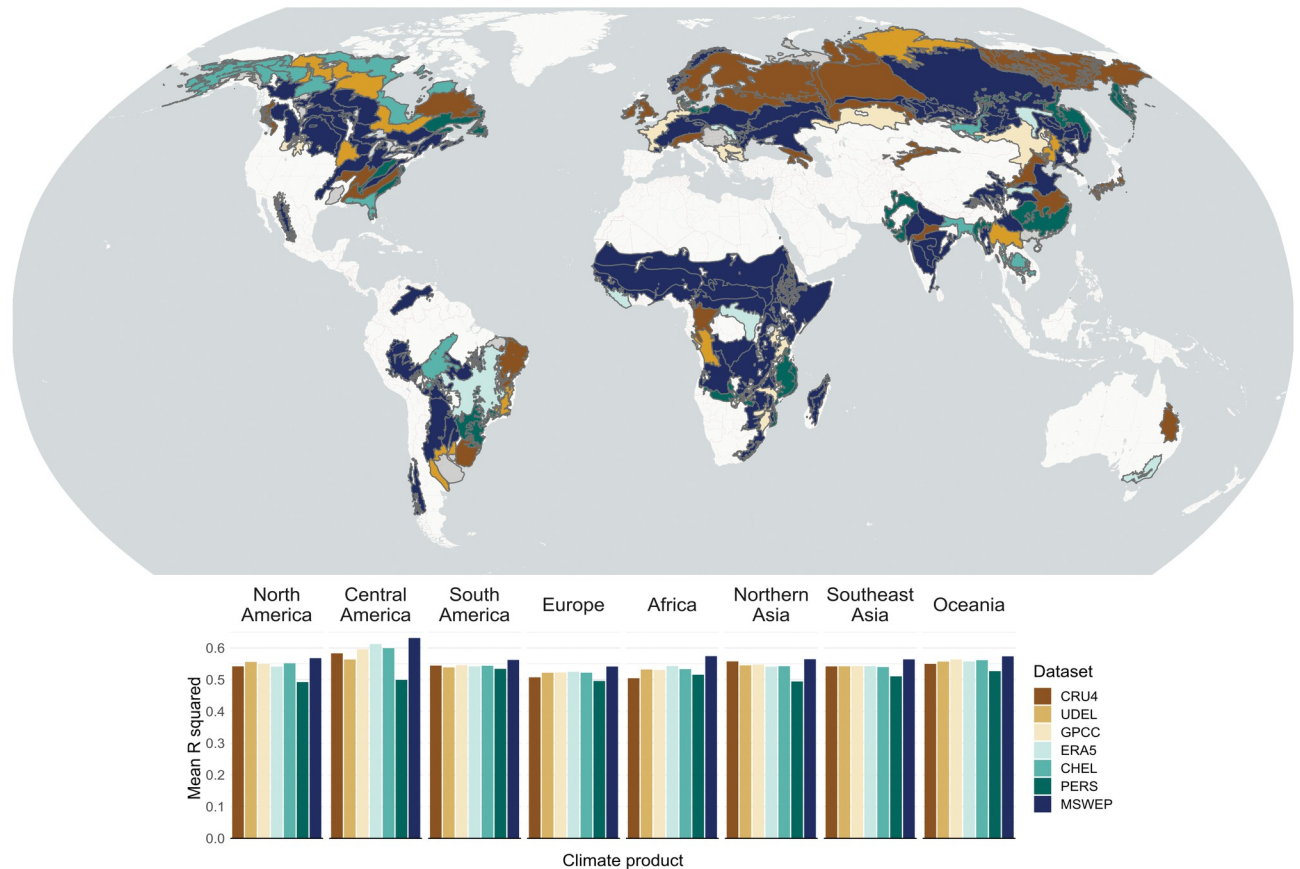 North
America
Central
America
South
America
Europe
Africa
Northern
Asia
Southeast
Asia
Oceania
Mean R squared
0.6
0.5
0.4
0.3
0.2
0.1
0.0
Climate product
Dataset
CRU4
UDEL
GPCC
ERA5
CHEL
PERS
MSWEP